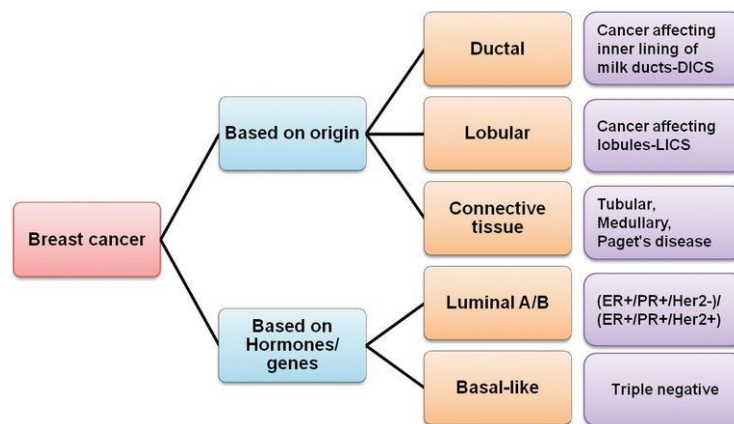 Breast cancer
Based on origin
Based on
Hormones/
genes
Ductal
Cancer affecting
inner lining of
milk ducts-DICS
Lobular
Cancer affecting
lobules-LICS
Connective
tissue
Tubular,
Medullary,
Paget's disease
Luminal A/B
(ER+/PR+/Her2-)/
(ER+/PR+/Her2+)
Basal-like
Triple negative